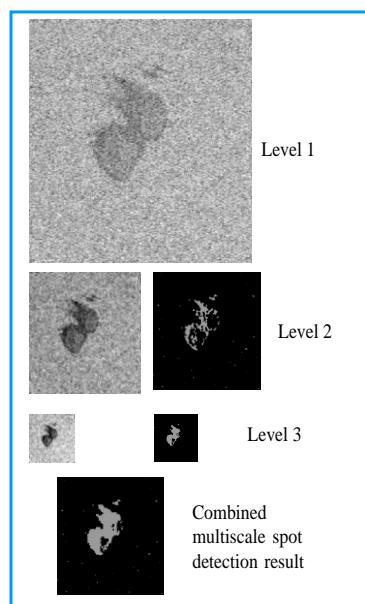 Level 1
Level 2
Level 3
Combined
multiscale spot
detection result